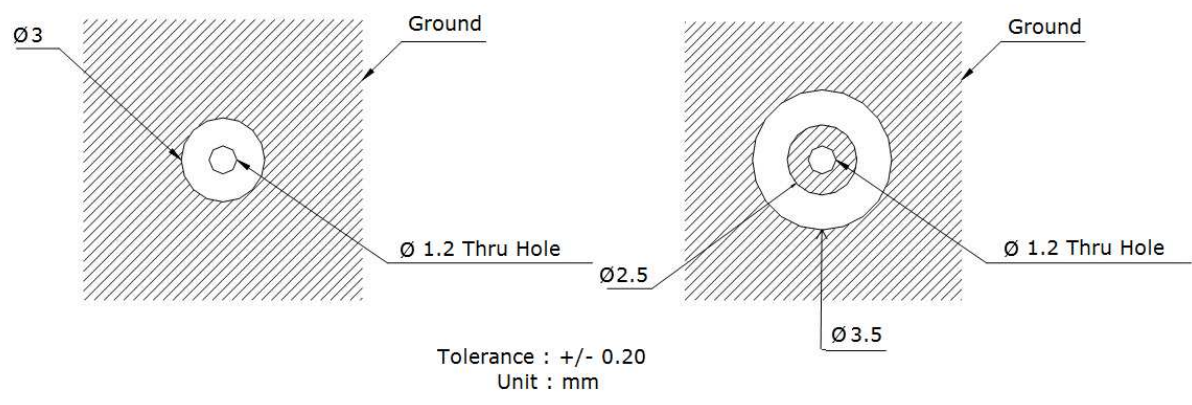 Ø3
Ground
Ø 1.2 Thru Hole
Ground
Ø2.5
Ø 1.2 Thru Hole
Ø3.5
Tolerance : +/- 0.20
Unit : mm